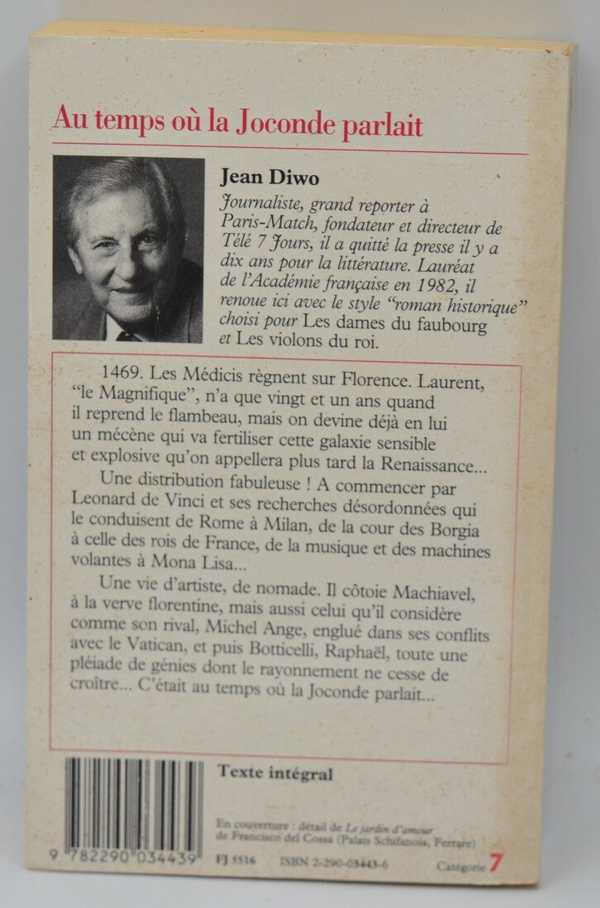 Au temps où la Joconde parlait
Jean Diwo
Journaliste, grand reporter à
Paris-Match, fondateur et directeur de
Télé 7 Jours, il a quitté la presse il y a
dix ans pour la littérature. Lauréat
de l'Académie française en 1982, il
renoue ici avec le style "roman historique"
choisi pour Les dames du faubourg
et Les violons du roi.
1469. Les Médicis règnent sur Florence. Laurent,
"le Magnifique", n'a que vingt et un ans quand
il reprend le flambeau, mais on devine déjà en lui
un mécène qui va fertiliser cette galaxie sensible
et explosive qu'on appellera plus tard la Renaissance...
Une distribution fabuleuse ! A commencer par
Leonard de Vinci et ses recherches désordonnées qui
le conduisent de Rome à Milan, de la cour des Borgia
à celle des rois de France, de la musique et des machines
volantes à Mona Lisa...
Une vie d'artiste, de nomade. Il côtoie Machiavel,
à la verve florentine, mais aussi celui qu'il considère
comme son rival, Michel Ange, englué dans ses conflits
avec le Vatican, et puis Botticelli, Raphaël, toute une
pléiade de génies dont le rayonnement ne cesse de
croître... C'était au temps où la Joconde parlait...
Texte intégral
En couverture : détail de Le jardin d'amour
de Francisco del Cossa (Palais Schifanoia, Ferrare)
9 782290 034439
FJ 5516 ISBN 2-290-03443-6
Catégorie 7